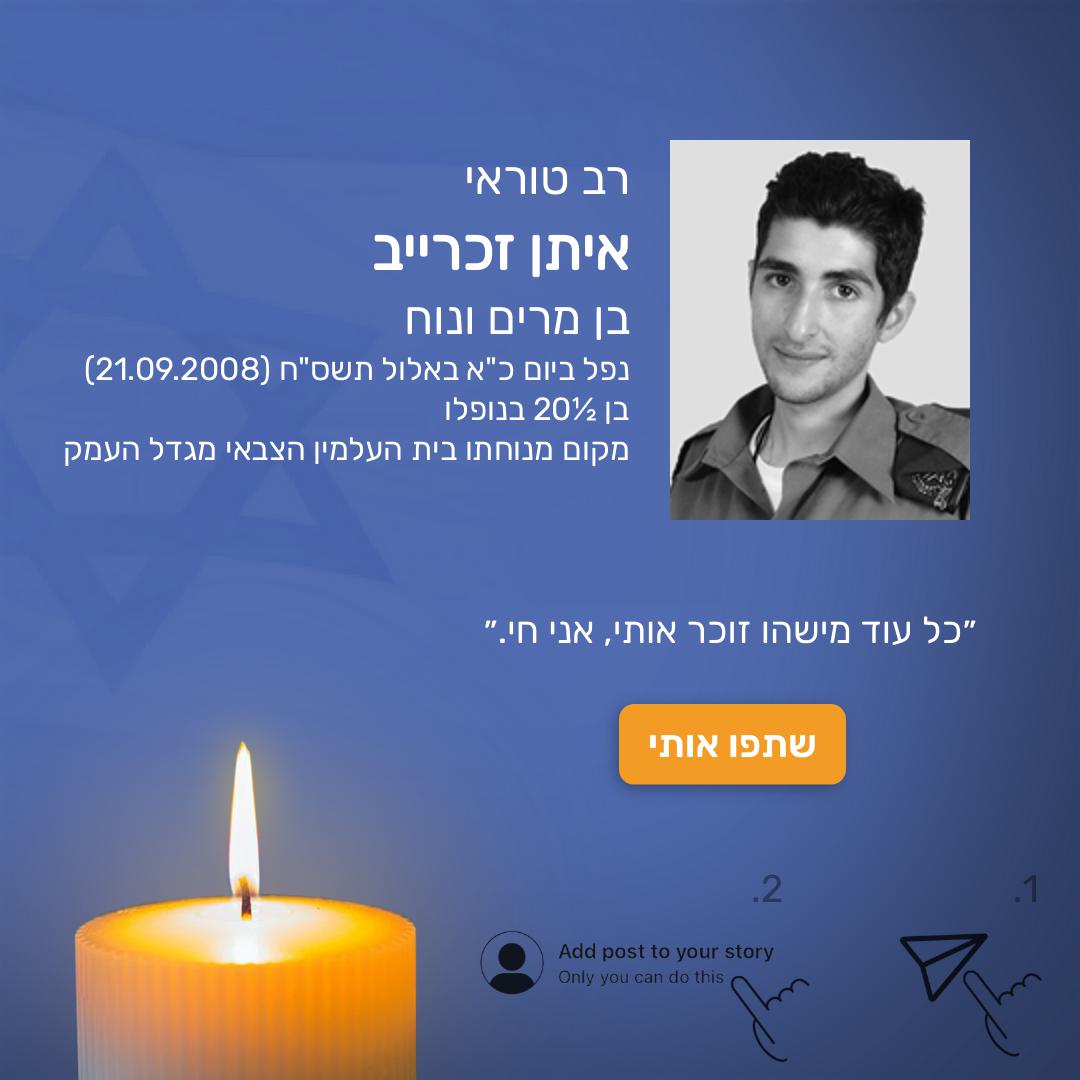 רב טוראי
איתן זכרייב
בן מרים ונוח
נפל ביום כ"א באלול תשס"ח (21.09.2008)
בן 20½ בנופלו
מקום מנוחתו בית העלמין הצבאי מגדל העמק
״כל עוד מישהו זוכר אותי, אני חי.״
שתפו אותי
.1
.2
Add post to your story
Only you can do this